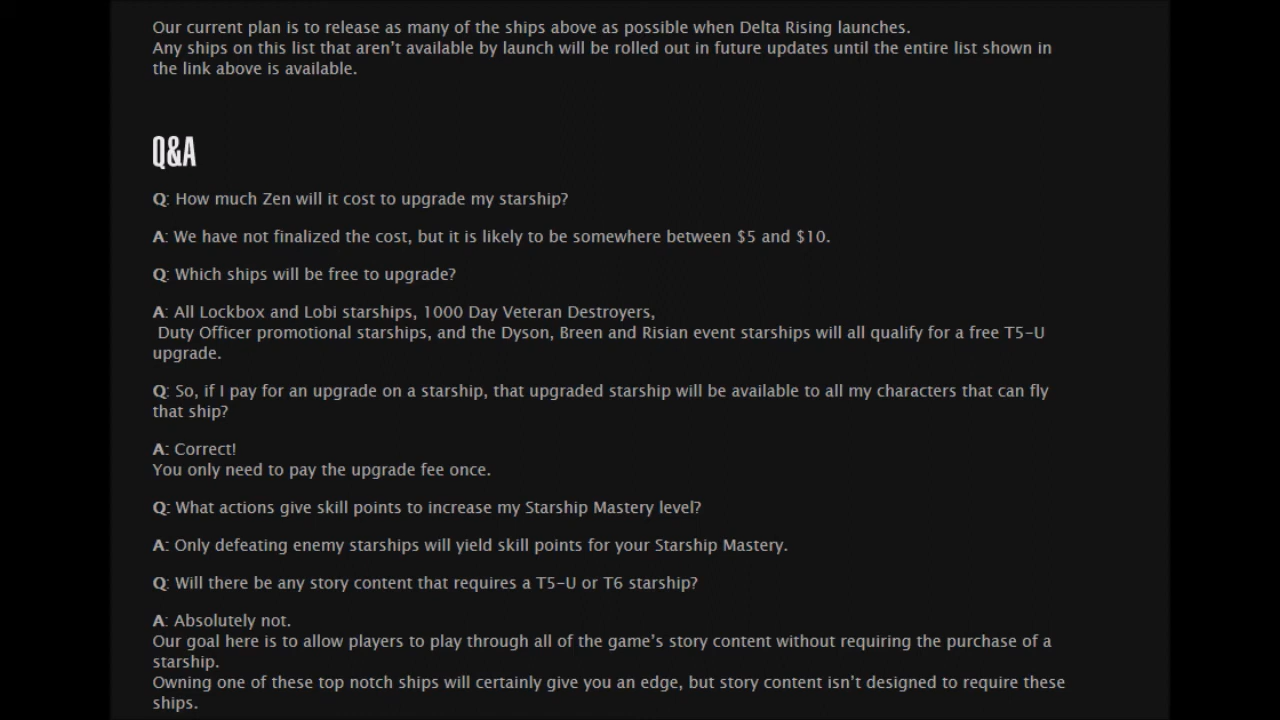 Our current plan is to release as many of the ships above as possible when Delta Rising launches.
Any ships on this list that aren't available by launch will be rolled out in future updates until the entire list shown in
the link above is available.
Q&A
Q: How much Zen will it cost to upgrade my starship?
A: We have not finalized the cost, but it is likely to be somewhere between $5 and $10.
Q: Which ships will be free to upgrade?
A: All Lockbox and Lobi starships, 1000 Day Veteran Destroyers,
Duty Officer promotional starships, and the Dyson, Breen and Risian event starships will all qualify for a free T5-U
upgrade.
Q: So, if I pay for an upgrade on a starship, that upgraded starship will be available to all my characters that can fly
that ship?
A: Correct!
You only need to pay the upgrade fee once.
Q: What actions give skill points to increase my Starship Mastery level?
A: Only defeating enemy starships will yield skill points for your Starship Mastery.
Q: Will there be any story content that requires a T5-U or T6 starship?
A: Absolutely not.
Our goal here is to allow players to play through all of the game's story content without requiring the purchase of a
starship.
Owning one of these top notch ships will certainly give you an edge, but story content isn't designed to require these
ships.